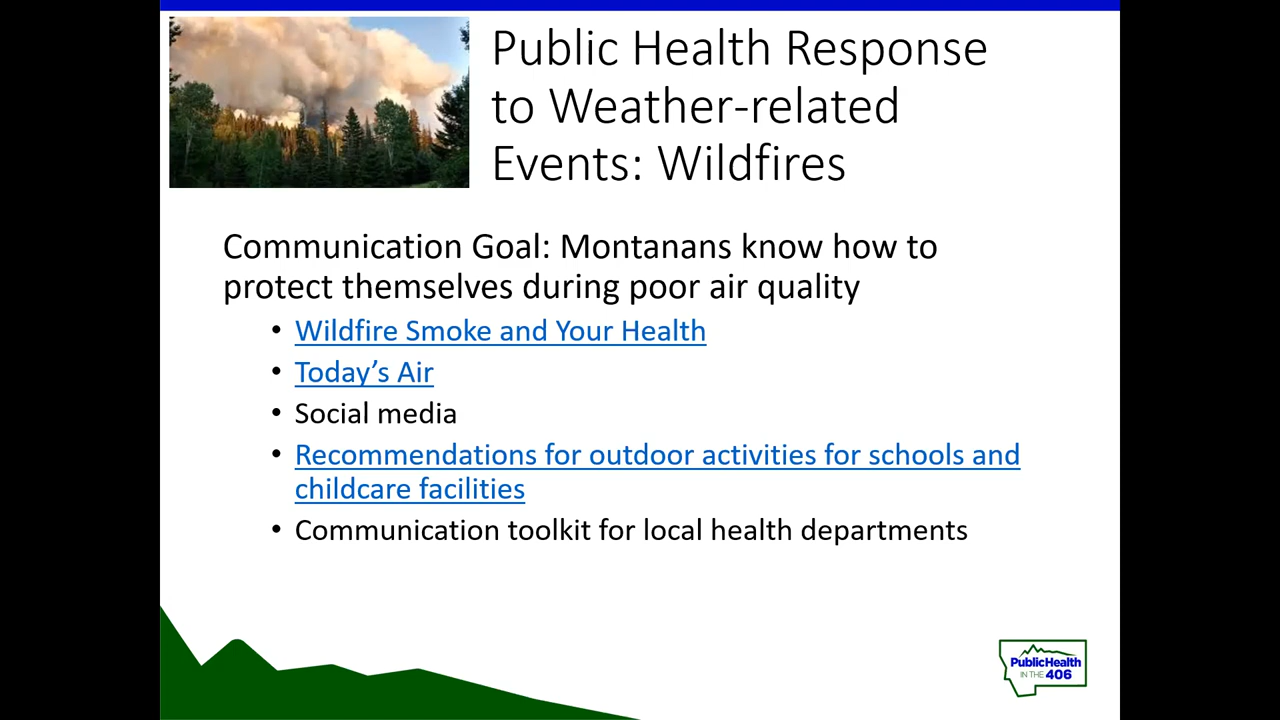 Public Health Response
to Weather-related
Events: Wildfires
Communication Goal: Montanans know how to
protect themselves during poor air quality
• Wildfire Smoke and Your Health
• Today’s Air
• Social media
• Recommendations for outdoor activities for schools and
childcare facilities
• Communication toolkit for local health departments
PublicHealth
IN THE 406